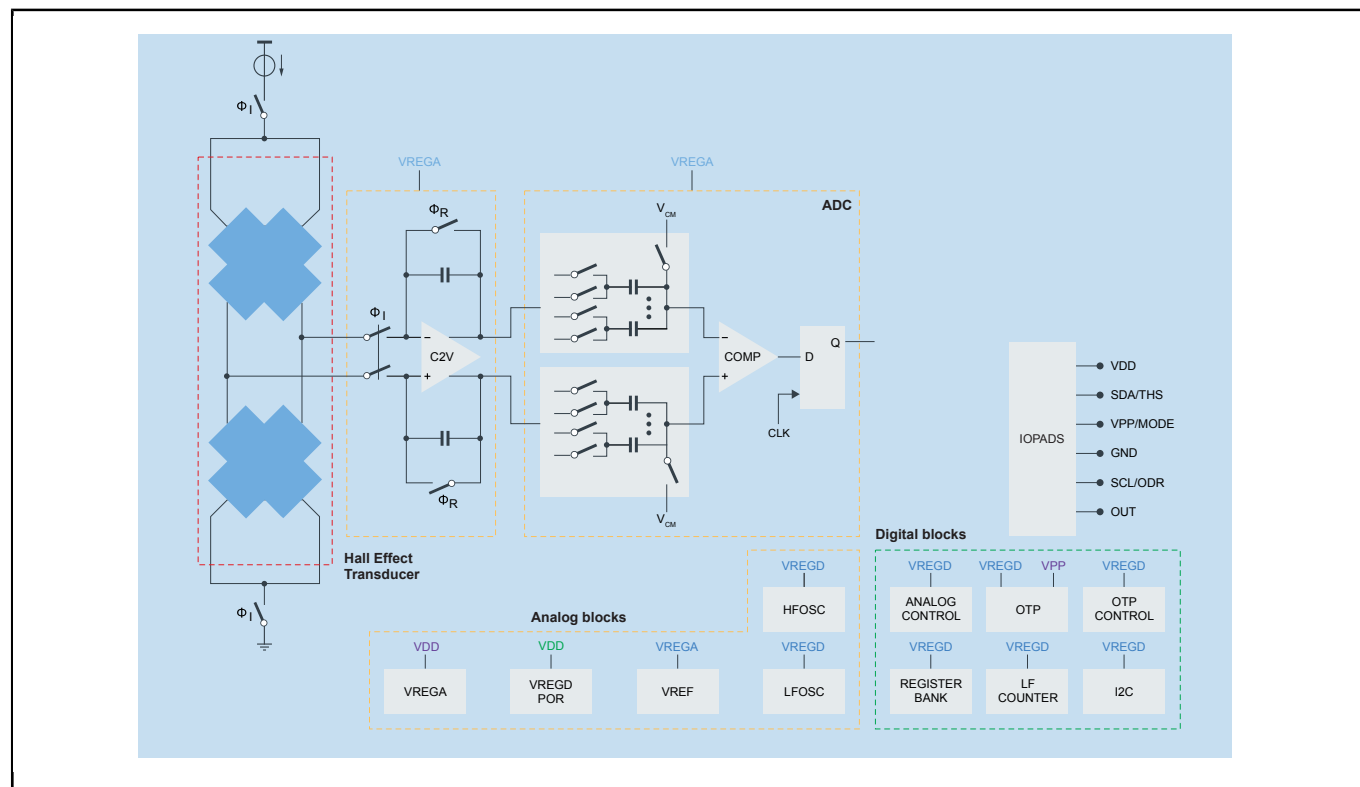 ΦI
VREGA
VREGA
ADC
ΦR
VCM
ΦI
C2V
COMP
D
Q
CLK
ΦR
VCM
Hall Effect
Transducer
ΦI
IOPADS
VDD
SDA/THS
VPP/MODE
GND
SCL/ODR
OUT
Analog blocks
VREGD
HFOSC
VDD
VREGA
VDD
VREGD
POR
VREGA
VREF
VREGD
LFOSC
Digital blocks
VREGD
ANALOG
CONTROL
VREGD
VPP
OTP
VREGD
OTP
CONTROL
VREGD
REGISTER
BANK
VREGD
LF
COUNTER
VREGD
I2C